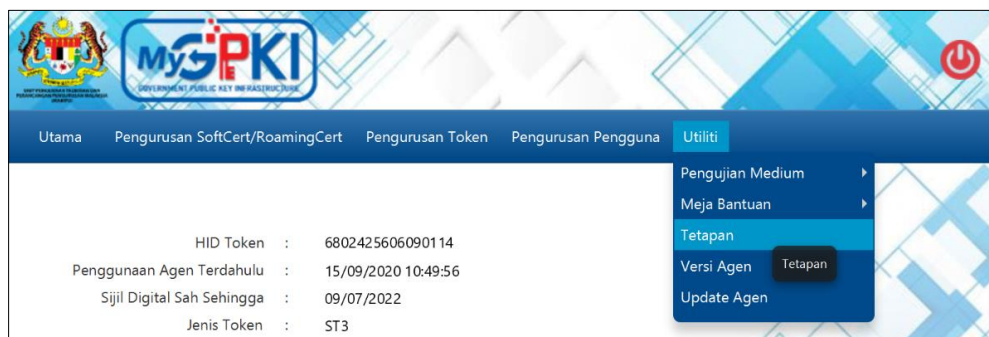 MyGPKI
GOVERNMENT PUBLIC KEY INFRASTRUCTURE
Utama Pengurusan SoftCert/RoamingCert Pengurusan Token Pengurusan Pengguna Utiliti
Pengujian Medium
Meja Bantuan
Tetapan
Versi Agen
Tetapan
Update Agen
HID Token : 6802425606090114
Penggunaan Agen Terdahulu : 15/09/2020 10:49:56
Sijil Digital Sah Sehingga : 09/07/2022
Jenis Token : ST3